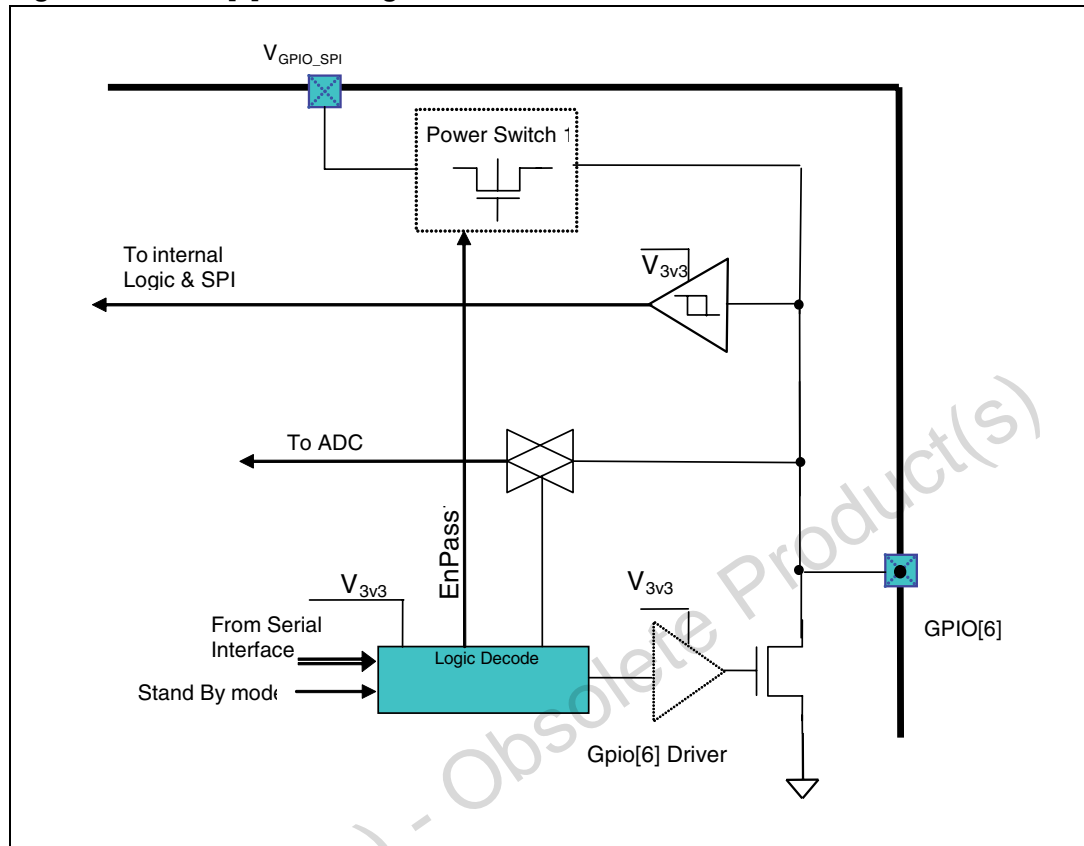 V_GPIO_SPI
Power Switch 1
To internal
Logic & SPI
V3v3
To ADC
EnPass
V3v3
V3v3
From Serial
Interface
Logic Decode
GPIO[6]
Stand By mode
Gpio[6] Driver
) - Obsolete Product(s)